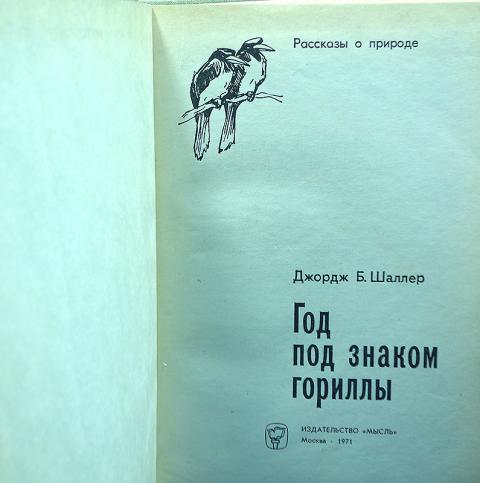 Рассказы о природе
Джордж Б. Шаллер
Год
под знаком
гориллы
ИЗДАТЕЛЬСТВО «МЫСЛЬ»
Москва · 1971